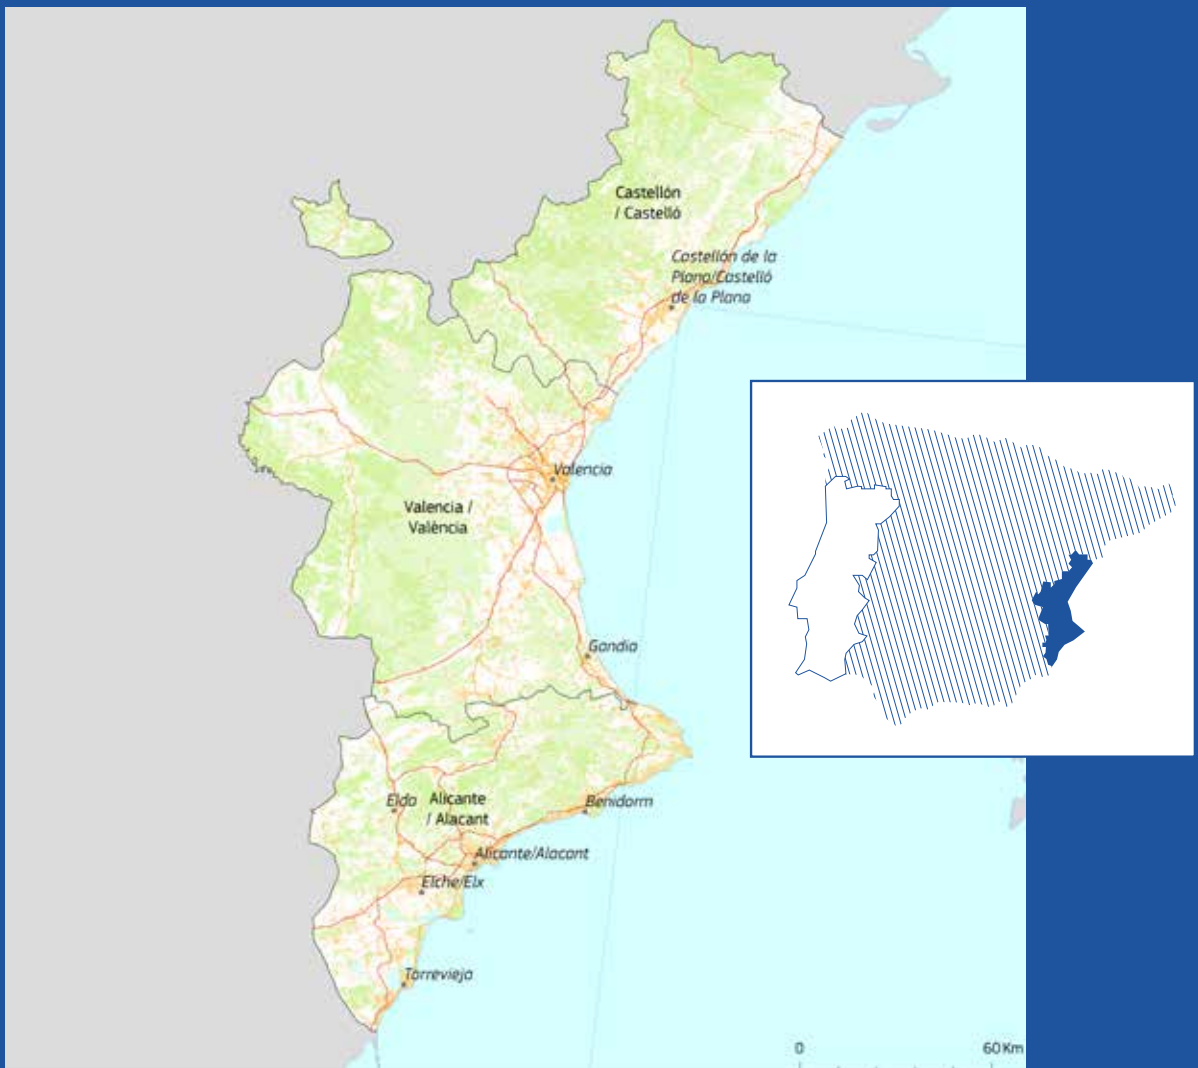 Castellón
/ Castelló
Castellón de la
Plana/Castelló
de la Plana
Valencia
Valencia /
València
Gandia
Elda
Alicante
/ Alacant
Benidorm
Alicante/Alacant
Elche/Elx
Torrevieja
0 60 Km